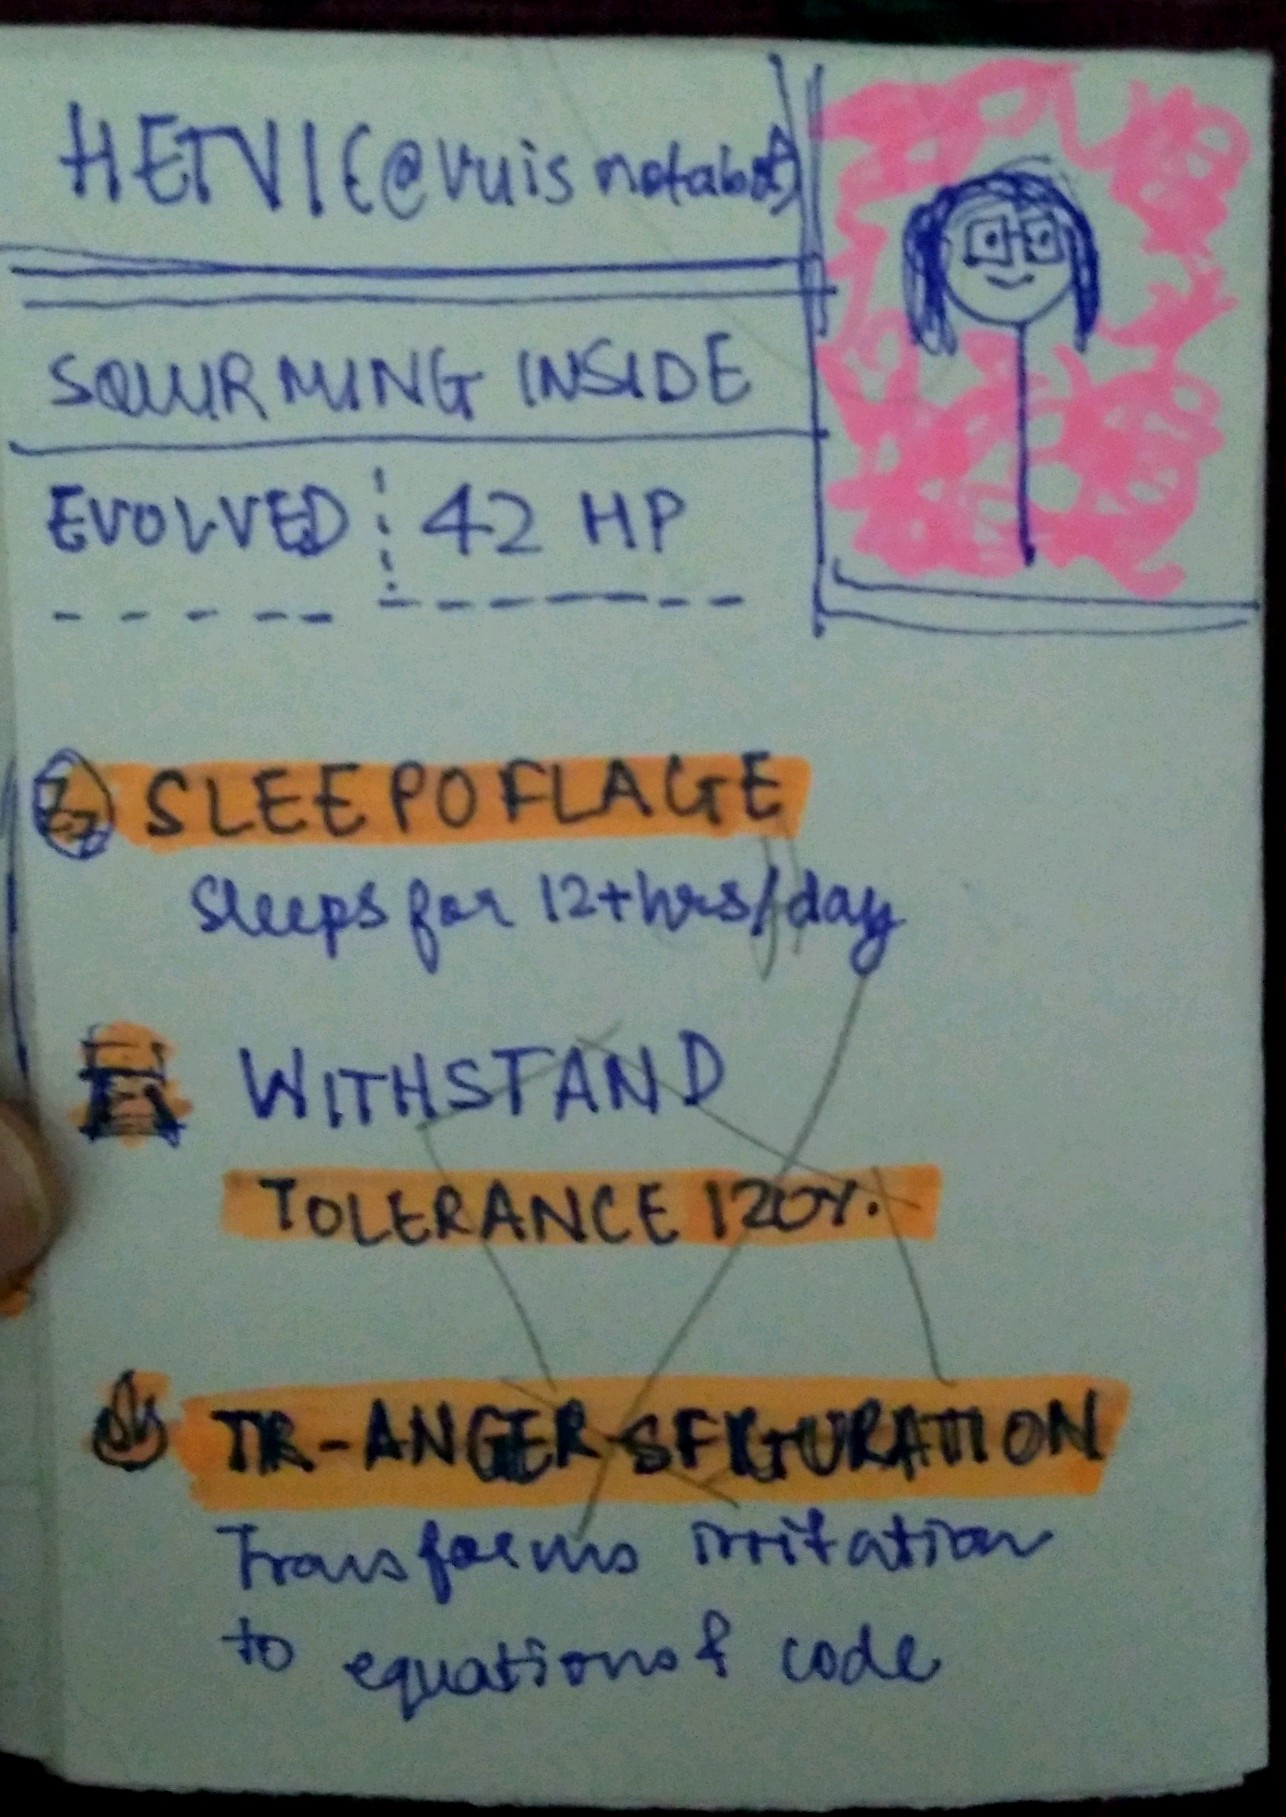 HETVI (@vuisnotabot)
SQUIRMING INSIDE
EVOLVED
42 HP
Zz SLEEPOFLAGE
Sleeps for 12+hrs/day
WITHSTAND
TOLERANCE 120%
TR-ANGER-SFIGURATION
Transforms irritation
to equations & code